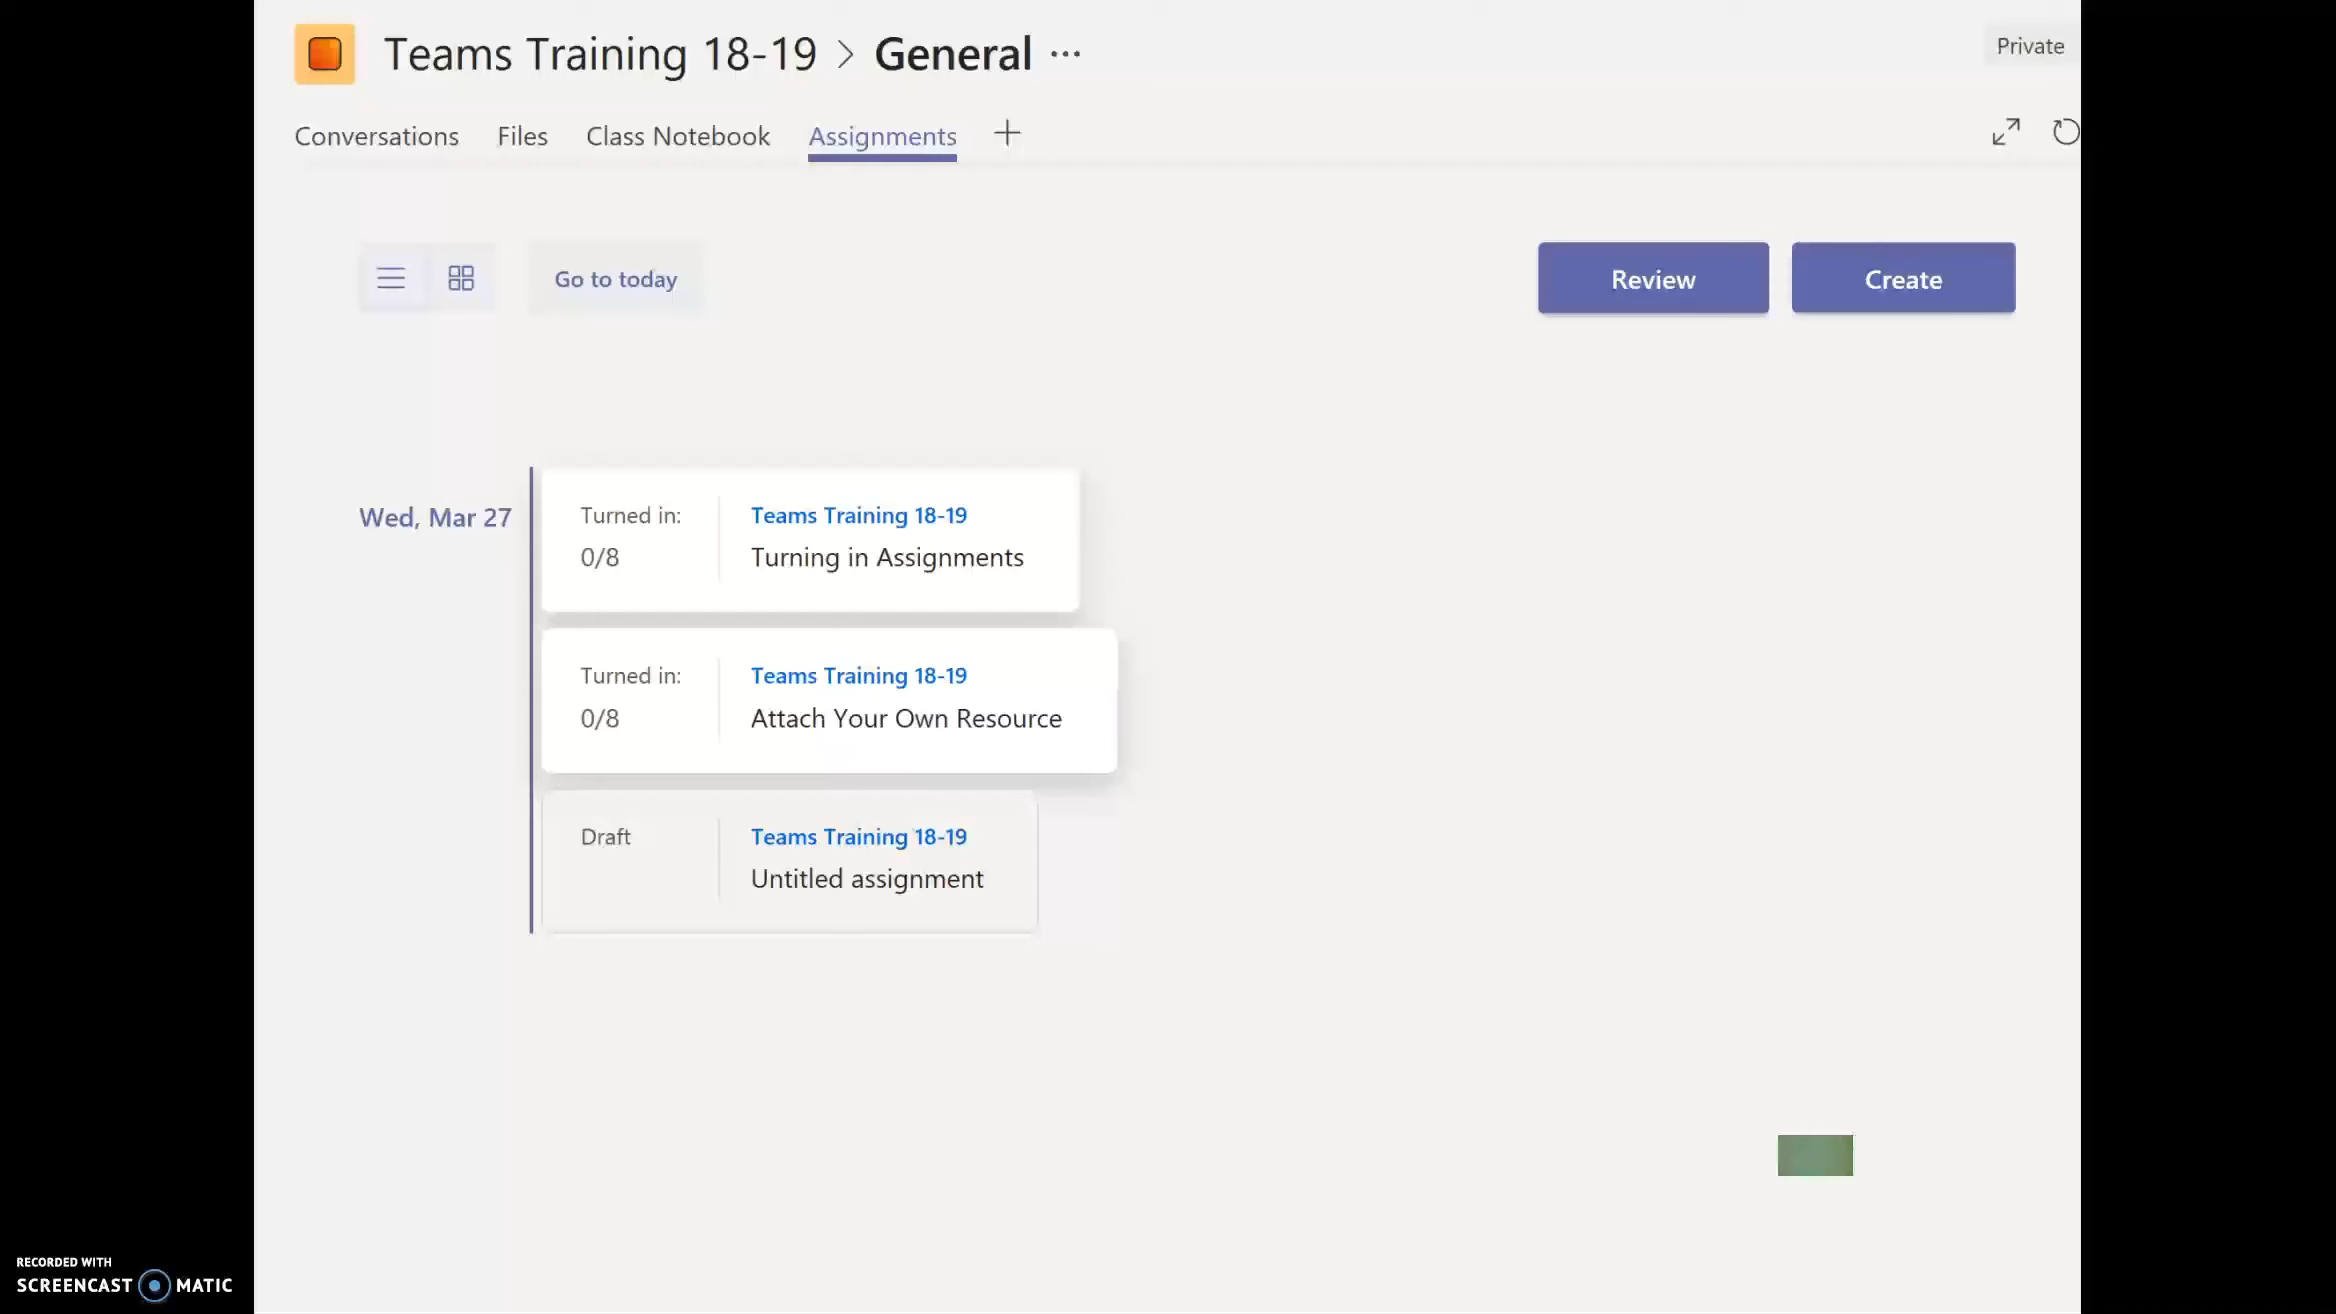 Teams Training 18-19 > General ...
Private
Conversations Files Class Notebook Assignments +
Go to today
Review
Create
Wed, Mar 27
Turned in:
0/8
Teams Training 18-19
Turning in Assignments
Turned in:
0/8
Teams Training 18-19
Attach Your Own Resource
Draft
Teams Training 18-19
Untitled assignment
RECORDED WITH
SCREENCAST MATIC